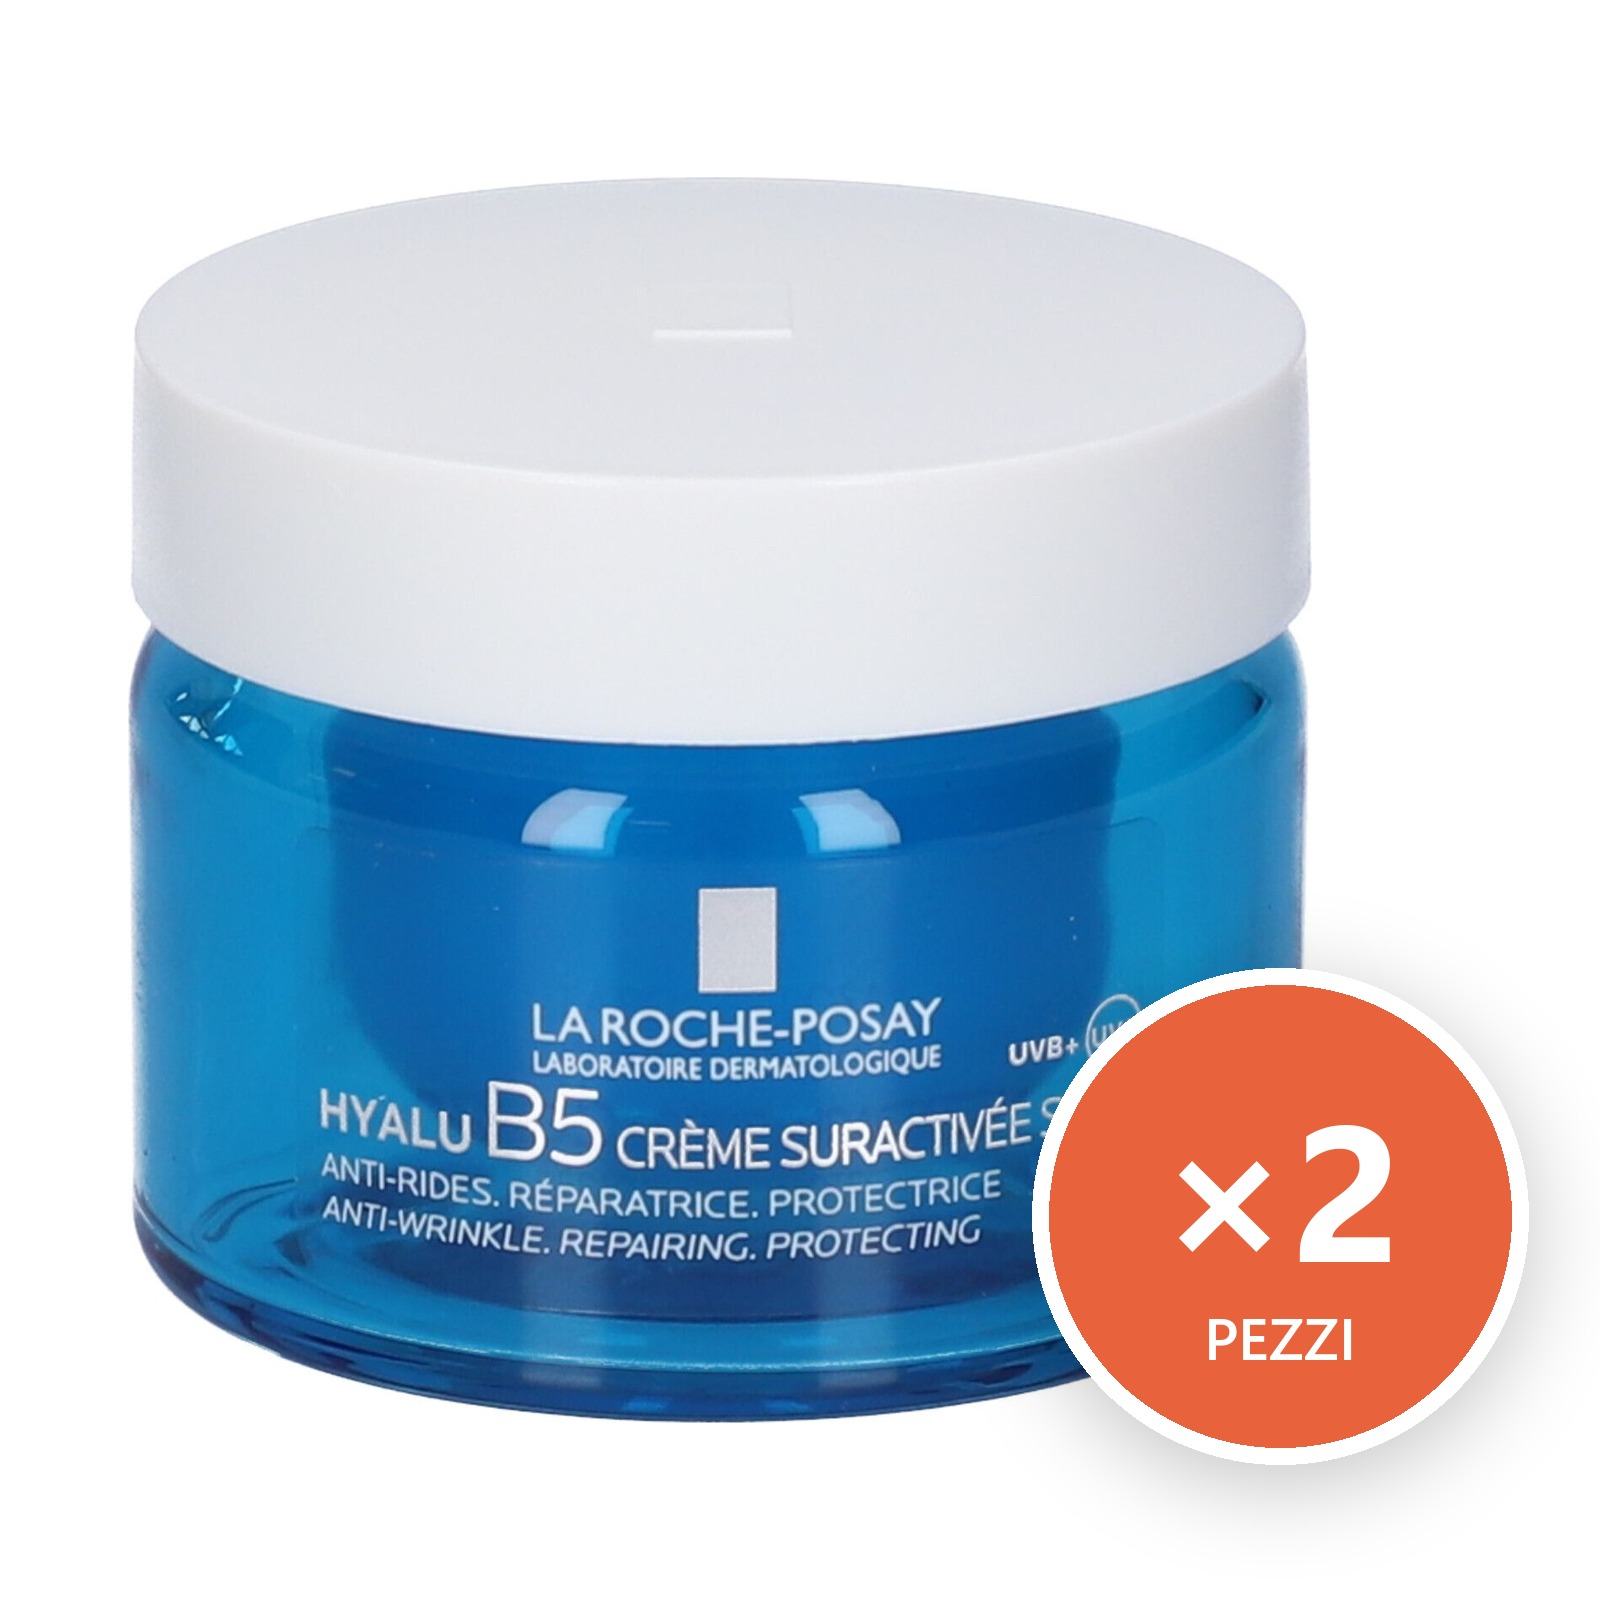 LA ROCHE-POSAY
LABORATOIRE DERMATOLOGIQUE
UVB+
HYALU B5 CRÈME SURACTIVÉE
ANTI-RIDES. RÉPARATRICE. PROTECTRICE
ANTI-WRINKLE. REPAIRING. PROTECTING
×2
PEZZI